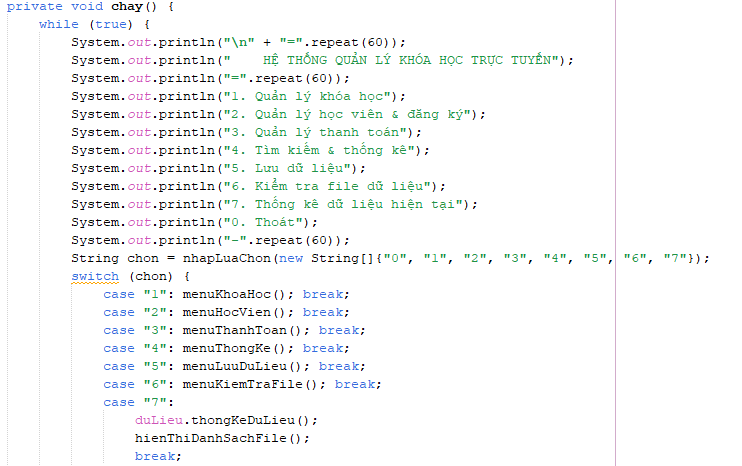 private void chay() {
    while (true) {
        System.out.println("\n" + "=".repeat(60));
        System.out.println("    HỆ THỐNG QUẢN LÝ KHÓA HỌC TRỰC TUYẾN");
        System.out.println("=".repeat(60));
        System.out.println("1. Quản lý khóa học");
        System.out.println("2. Quản lý học viên & đăng ký");
        System.out.println("3. Quản lý thanh toán");
        System.out.println("4. Tìm kiếm & thống kê");
        System.out.println("5. Lưu dữ liệu");
        System.out.println("6. Kiểm tra file dữ liệu");
        System.out.println("7. Thống kê dữ liệu hiện tại");
        System.out.println("0. Thoát");
        System.out.println("-".repeat(60));
        String chon = nhapLuaChon(new String[]{"0", "1", "2", "3", "4", "5", "6", "7"});
        switch (chon) {
            case "1": menuKhoaHoc(); break;
            case "2": menuHocVien(); break;
            case "3": menuThanhToan(); break;
            case "4": menuThongKe(); break;
            case "5": menuLuuDuLieu(); break;
            case "6": menuKiemTraFile(); break;
            case "7":
                duLieu.thongKeDuLieu();
                hienThiDanhSachFile();
                break;